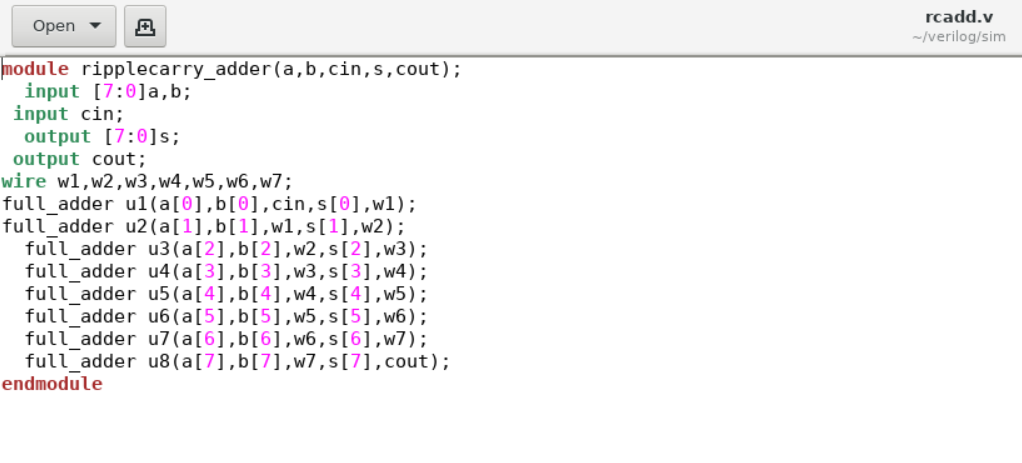 Open
rcadd.v
~/verilog/sim
module ripplecarry_adder(a,b,cin,s,cout);
  input [7:0]a,b;
 input cin;
  output [7:0]s;
 output cout;
wire w1,w2,w3,w4,w5,w6,w7;
full_adder u1(a[0],b[0],cin,s[0],w1);
full_adder u2(a[1],b[1],w1,s[1],w2);
  full_adder u3(a[2],b[2],w2,s[2],w3);
  full_adder u4(a[3],b[3],w3,s[3],w4);
  full_adder u5(a[4],b[4],w4,s[4],w5);
  full_adder u6(a[5],b[5],w5,s[5],w6);
  full_adder u7(a[6],b[6],w6,s[6],w7);
  full_adder u8(a[7],b[7],w7,s[7],cout);
endmodule